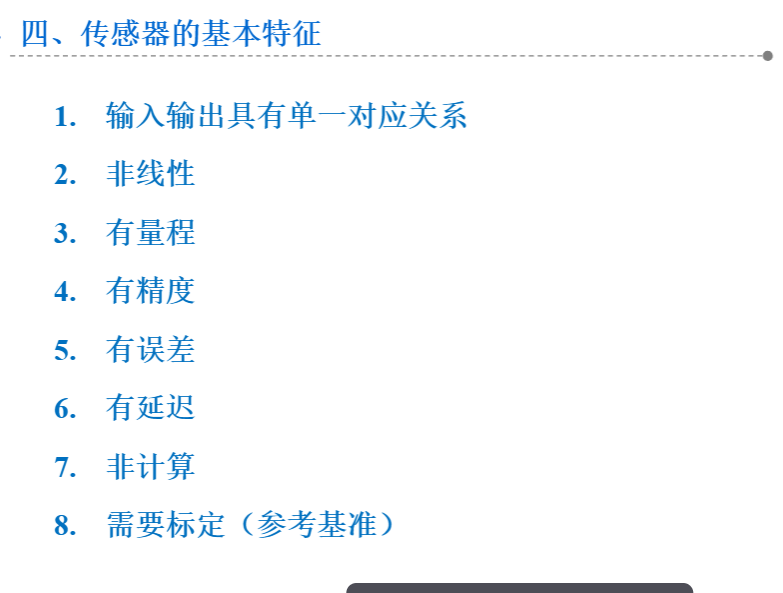 四、传感器的基本特征
1. 输入输出具有单一对应关系
2. 非线性
3. 有量程
4. 有精度
5. 有误差
6. 有延迟
7. 非计算
8. 需要标定（参考基准）